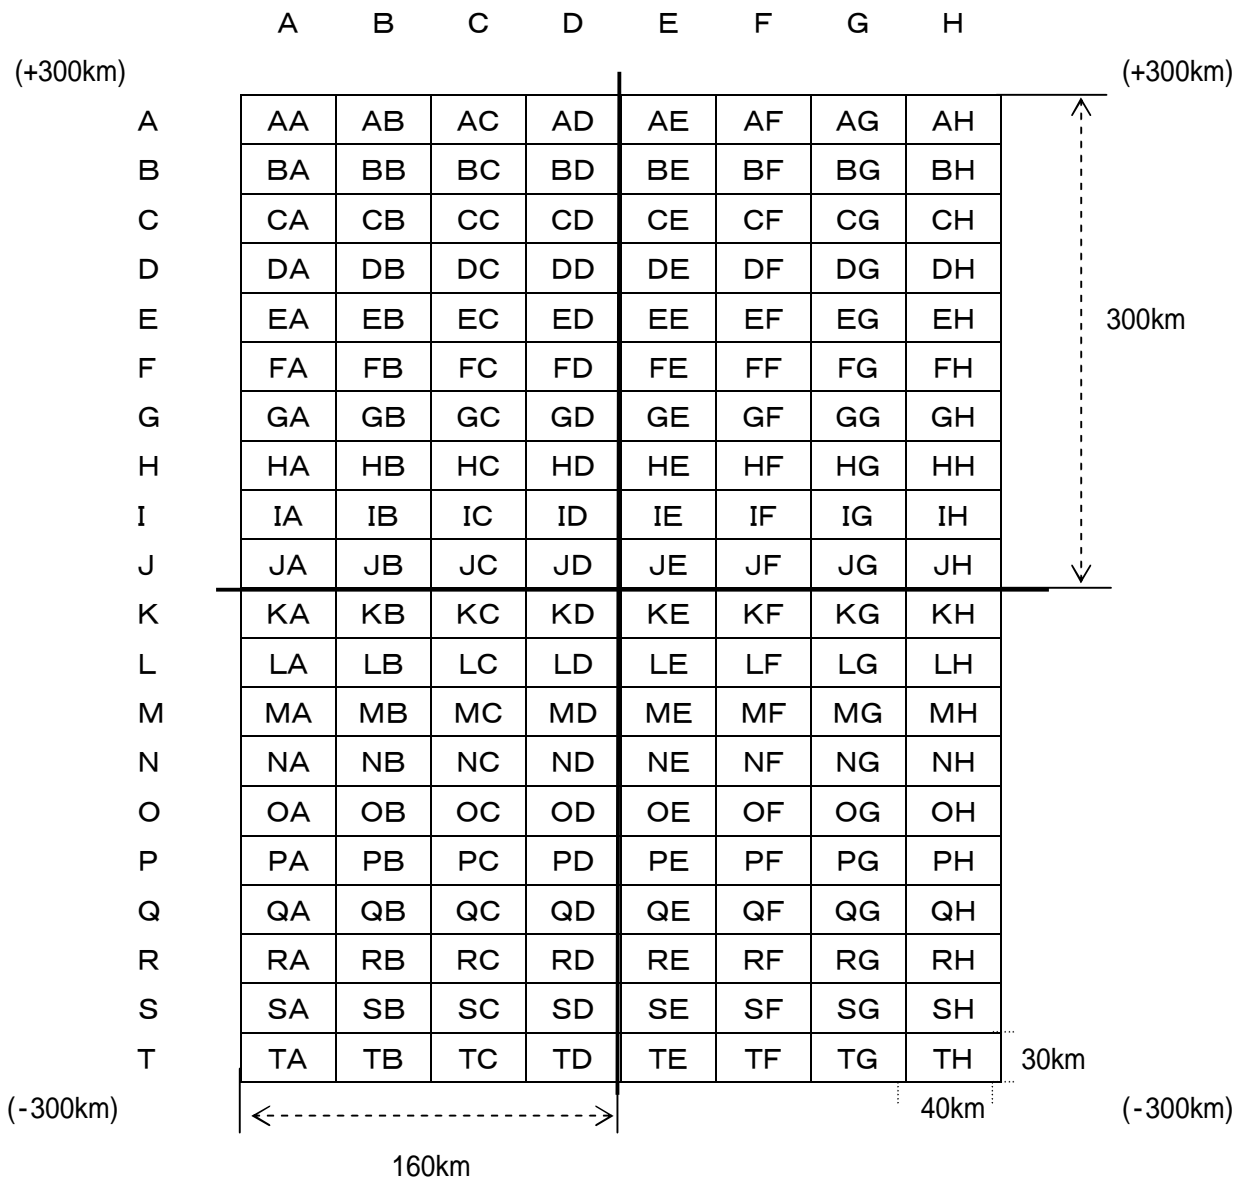 A B C D E F G H
(+300km) (+300km)
A AA AB AC AD AE AF AG AH
B BA BB BC BD BE BF BG BH
C CA CB CC CD CE CF CG CH
D DA DB DC DD DE DF DG DH
E EA EB EC ED EE EF EG EH 300km
F FA FB FC FD FE FF FG FH
G GA GB GC GD GE GF GG GH
H HA HB HC HD HE HF HG HH
I IA IB IC ID IE IF IG IH
J JA JB JC JD JE JF JG JH
K KA KB KC KD KE KF KG KH
L LA LB LC LD LE LF LG LH
M MA MB MC MD ME MF MG MH
N NA NB NC ND NE NF NG NH
O OA OB OC OD OE OF OG OH
P PA PB PC PD PE PF PG PH
Q QA QB QC QD QE QF QG QH
R RA RB RC RD RE RF RG RH
S SA SB SC SD SE SF SG SH
T TA TB TC TD TE TF TG TH 30km
(-300km) 40km (-300km)
160km